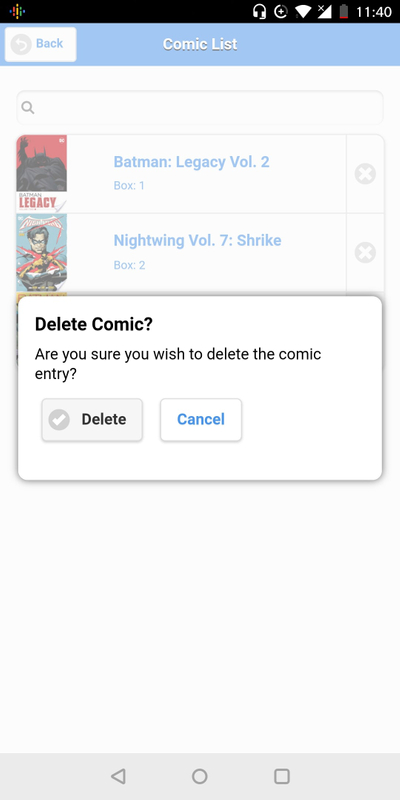 11:40
Back
Comic List
Batman: Legacy Vol. 2
Box: 1
BATMAN
LEGACY
Nightwing Vol. 7: Shrike
Box: 2
Delete Comic?
Are you sure you wish to delete the comic
entry?
Delete
Cancel